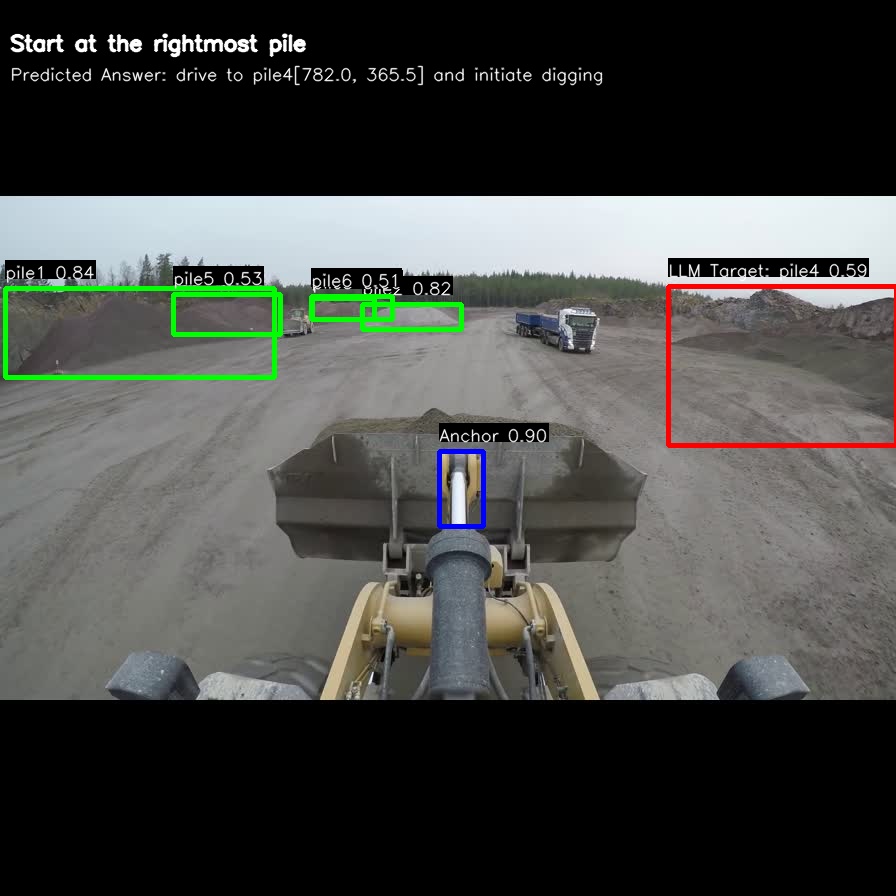 Start at the rightmost pile
Predicted Answer: drive to pile4[782.0, 365.5] and initiate digging
LLM Target: pile4 0.59
pile1 0.84
pile5 0.53
pile6 0.51
0.82
Anchor 0.90